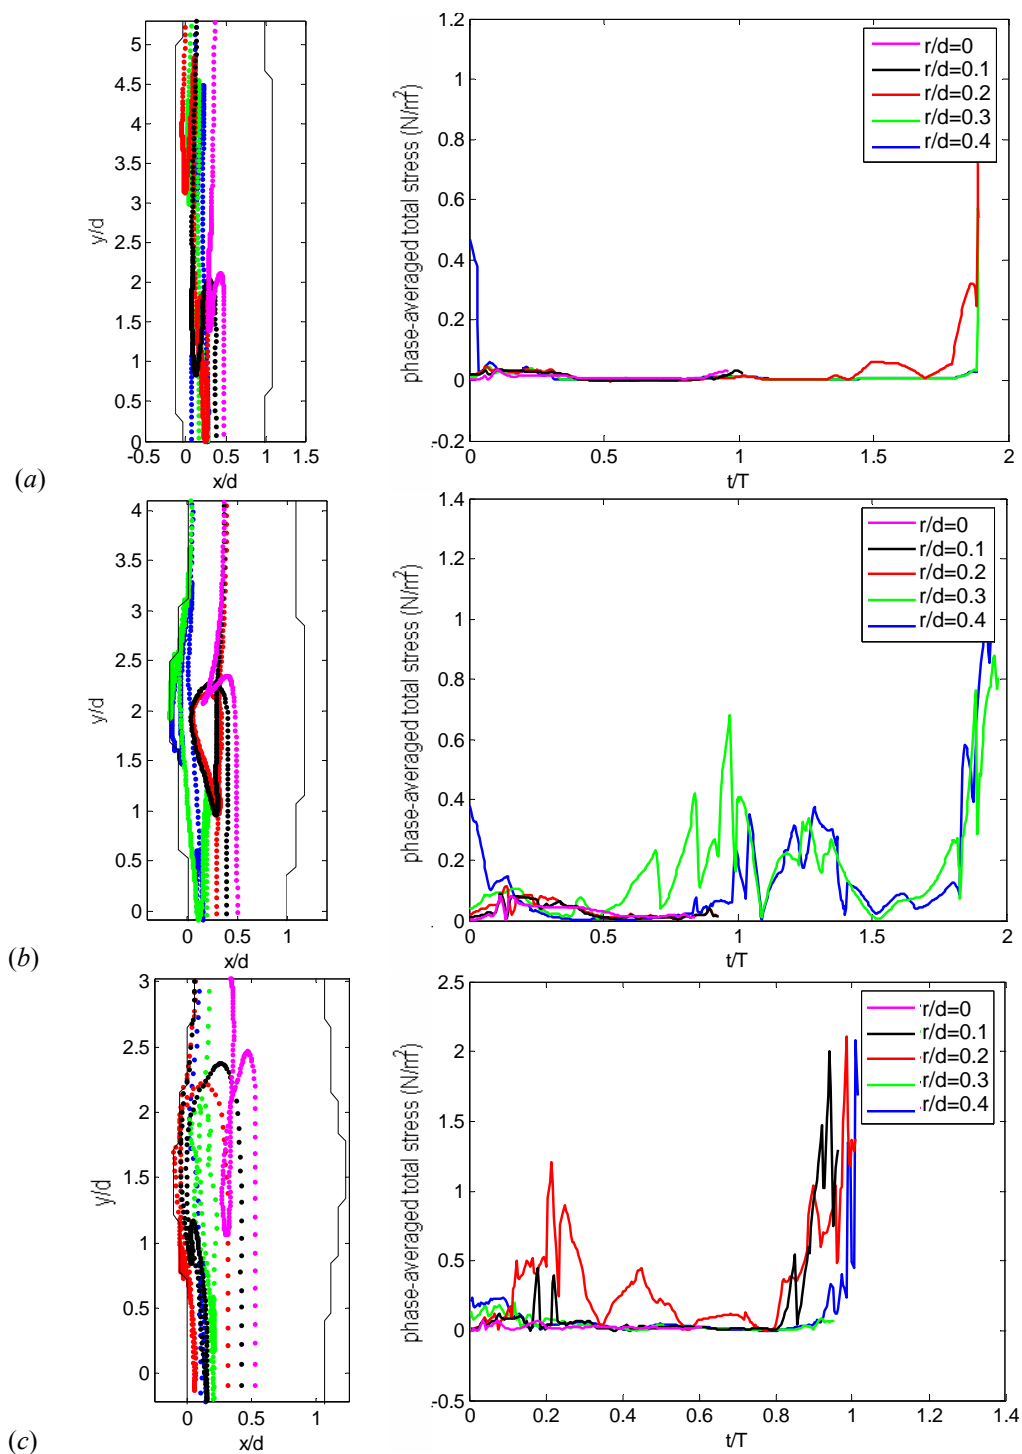 5
4.5
4
3.5
3
2.5
2
1.5
1
0.5
0
-0.5 0 0.5 1 1.5
y/d
x/d
(a)
1.2
1
0.8
0.6
0.4
0.2
0
-0.2
0 0.5 1 1.5 2
phase-averaged total stress (N/m²)
t/T
r/d=0
r/d=0.1
r/d=0.2
r/d=0.3
r/d=0.4
4
3.5
3
2.5
2
1.5
1
0.5
0
0 0.5 1
y/d
x/d
(b)
1.4
1.2
1
0.8
0.6
0.4
0.2
0
0 0.5 1 1.5 2
phase-averaged total stress (N/m²)
t/T
r/d=0
r/d=0.1
r/d=0.2
r/d=0.3
r/d=0.4
3
2.5
2
1.5
1
0.5
0
0 0.5 1
y/d
x/d
(c)
2.5
2
1.5
1
0.5
0
-0.5
0 0.2 0.4 0.6 0.8 1 1.2 1.4
phase-averaged total stress (N/m²)
t/T
r/d=0
r/d=0.1
r/d=0.2
r/d=0.3
r/d=0.4